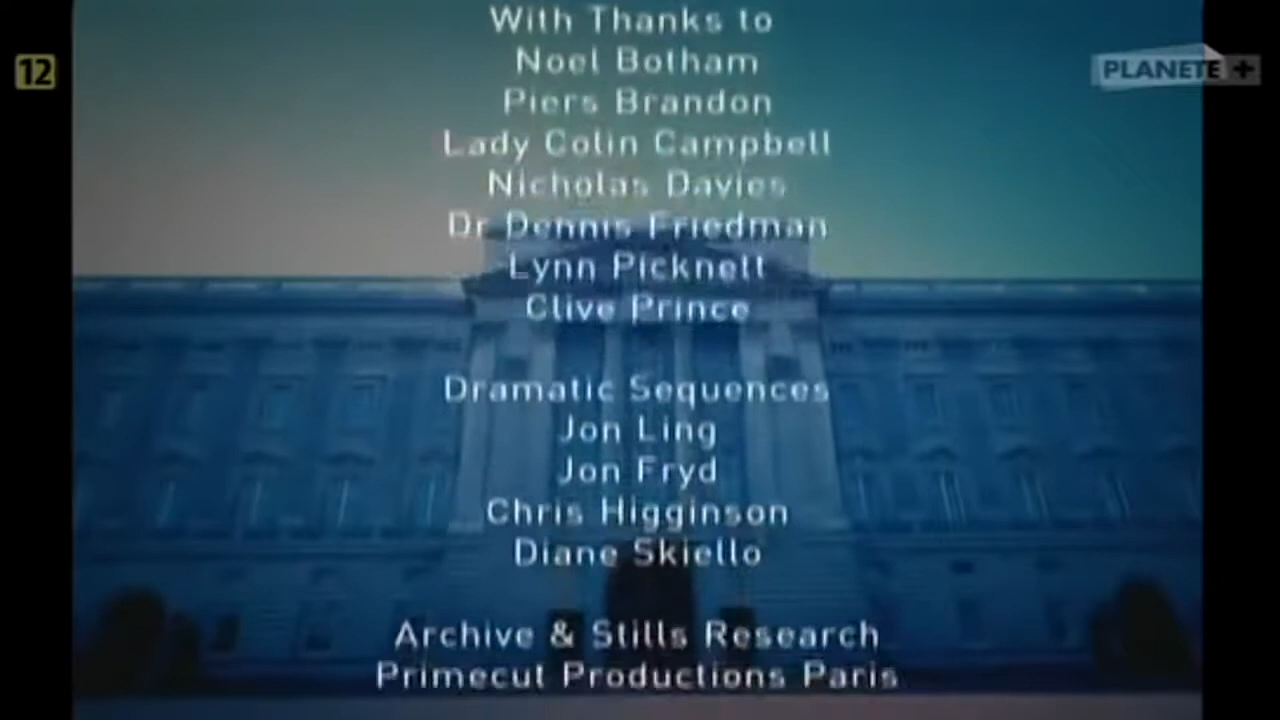 With Thanks to
Noel Botham
Piers Brandon
Lady Colin Campbell
Nicholas Davies
Dr Dennis Friedman
Lynn Picknett
Clive Prince
Dramatic Sequences
Jon Ling
Jon Fryd
Chris Higginson
Diane Skiello
Archive & Stills Research
Primecut Productions Paris
12
PLANETE +